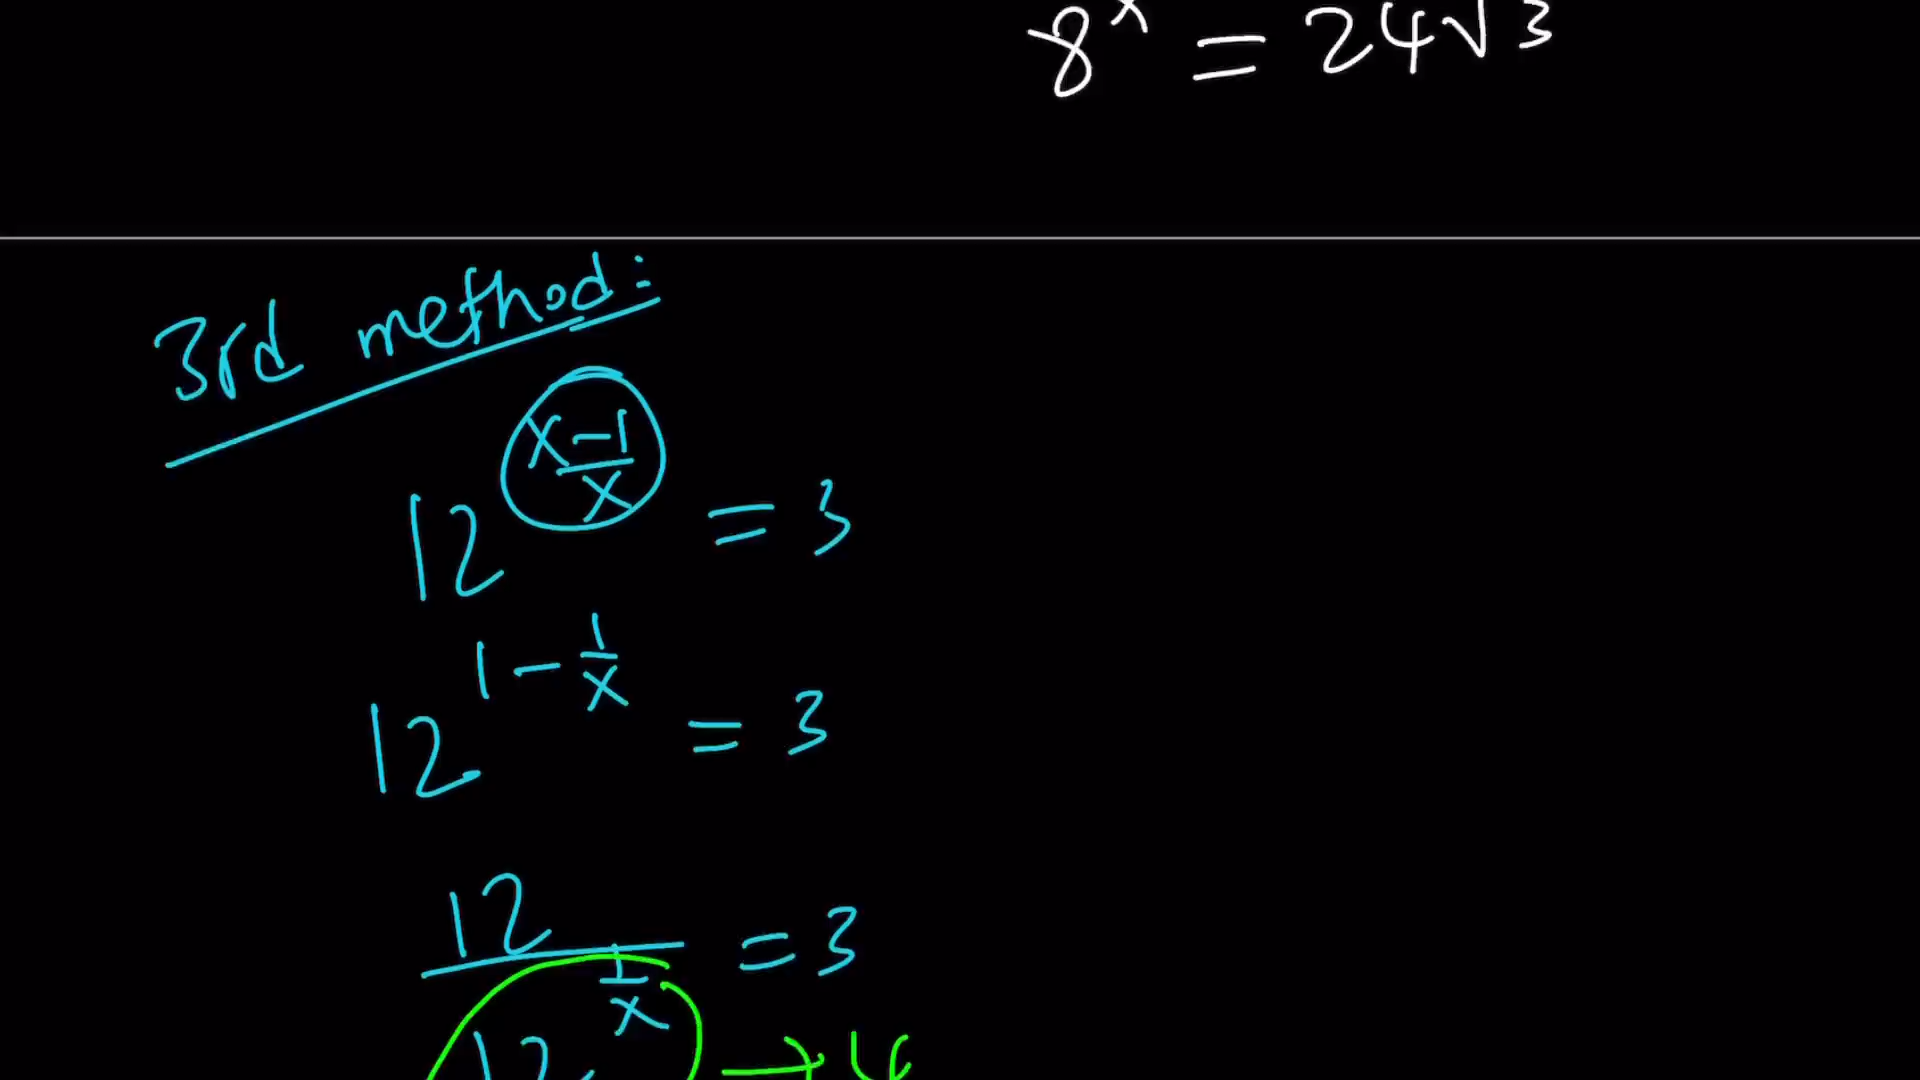 8^x = 24√3
3rd method:
12^((x-1)/x) = 3
12^(1 - 1/x) = 3
12/12^(1/x) = 3
→ 4